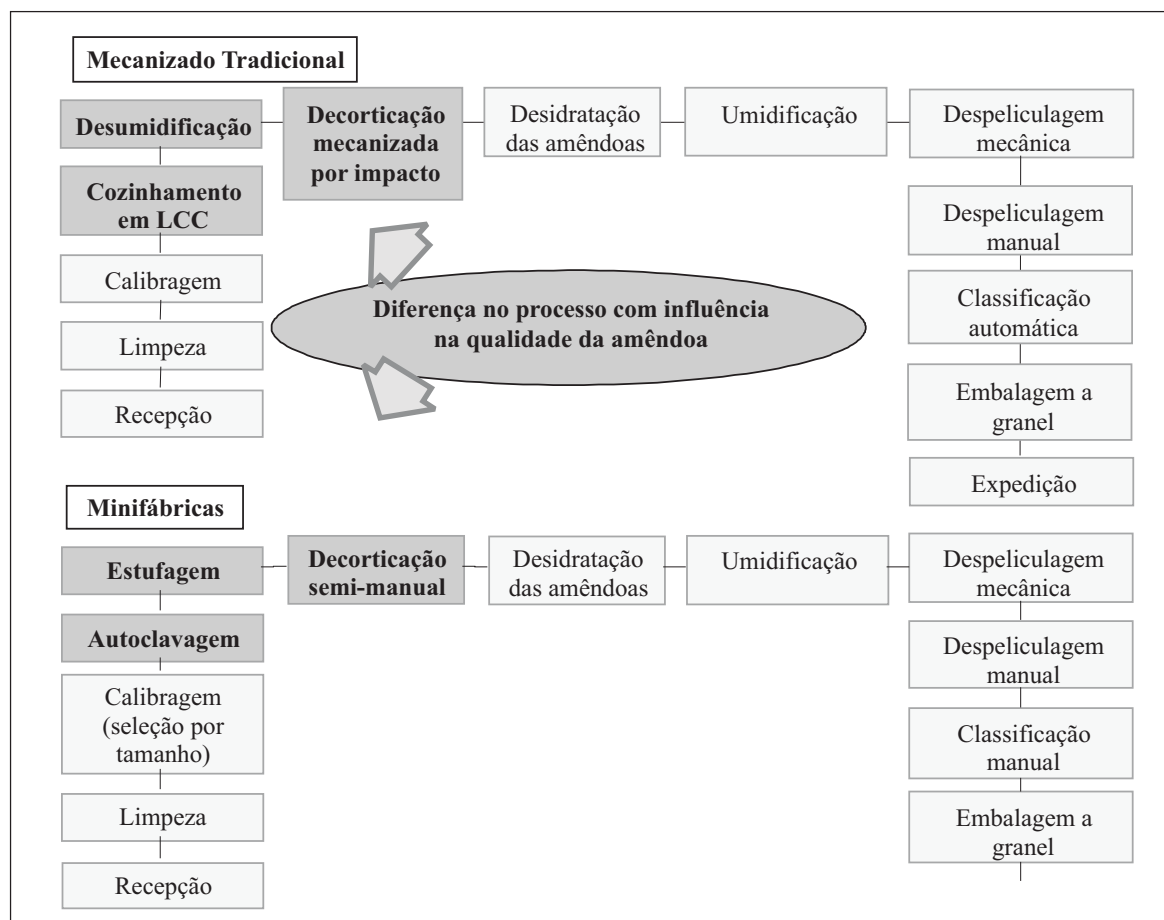 Mecanizado Tradicional
Desumidificação
Decorticação
mecanizada
por impacto
Desidratação
das amêndoas
Umidificação
Despeliculagem
mecânica
Cozinhamento
em LCC
Despeliculagem
manual
Calibragem
Classificação
automática
Diferença no processo com influência
na qualidade da amêndoa
Limpeza
Embalagem a
granel
Recepção
Expedição
Minifábricas
Estufagem
Decorticação
semi-manual
Desidratação
das amêndoas
Umidificação
Despeliculagem
mecânica
Autoclavagem
Despeliculagem
manual
Calibragem
(seleção por
tamanho)
Classificação
manual
Limpeza
Embalagem a
granel
Recepção